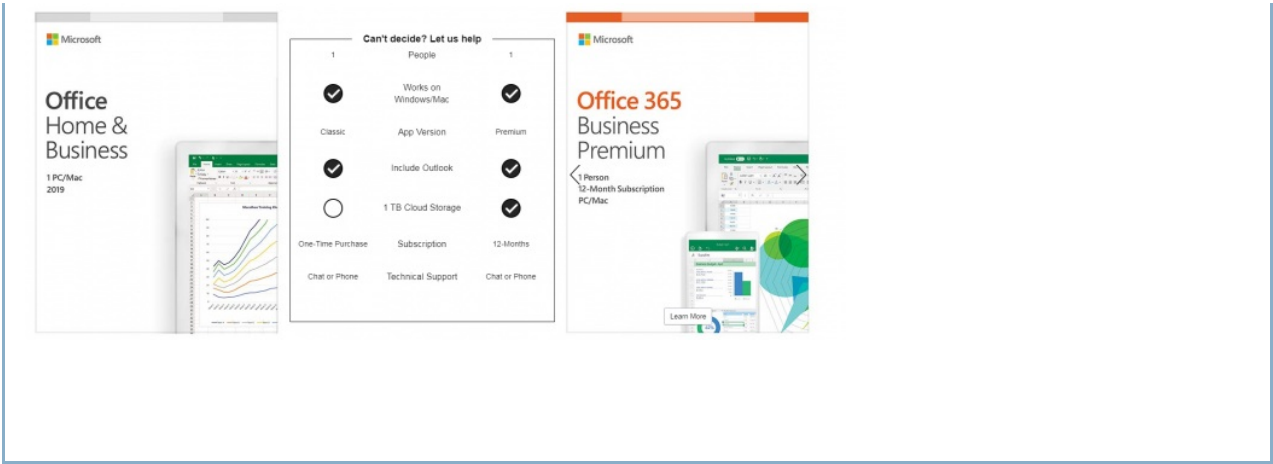 Microsoft
Office
Home &
Business
1 PC/Mac
2019
Can't decide? Let us help
1 People 1
Works on
Windows/Mac
Classic App Version Premium
Include Outlook
1 TB Cloud Storage
One-Time Purchase Subscription 12-Months
Chat or Phone Technical Support Chat or Phone
Microsoft
Office 365
Business
Premium
1 Person
12-Month Subscription
PC/Mac
Learn More